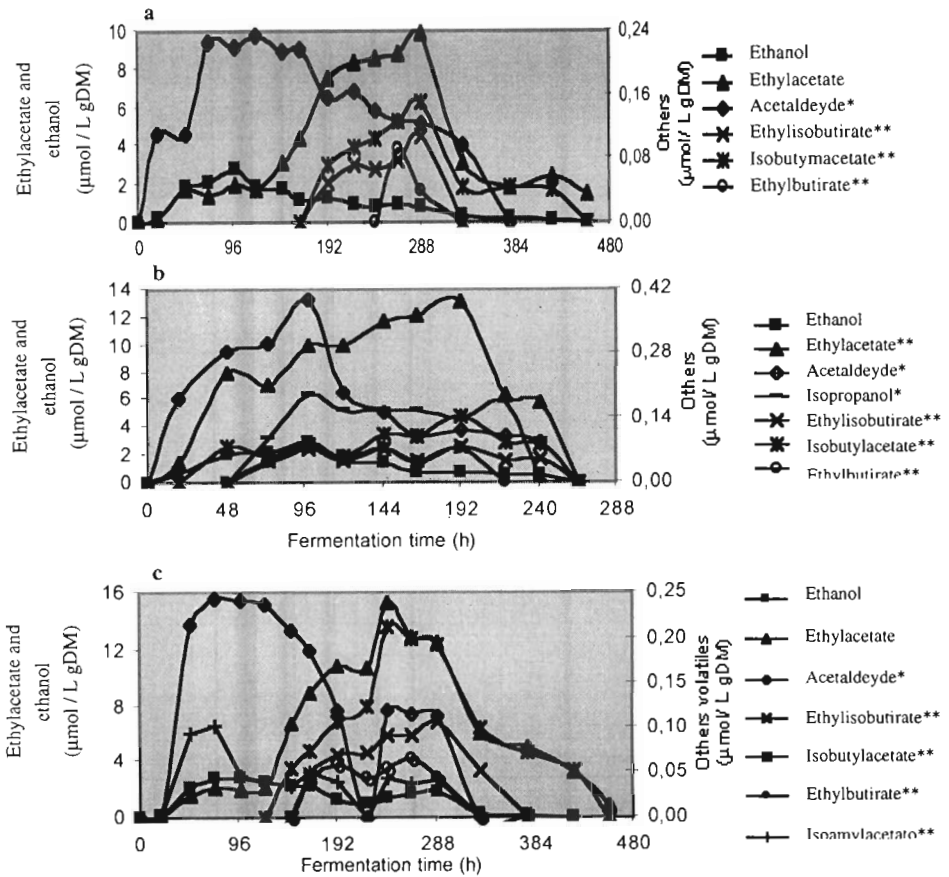 a
Ethylacetate and
ethanol
(µmol / L gDM)
10
8
6
4
2
0
0,24
0,16
0,08
0,00
Others
(µmol/ L gDM)
0
96
192
288
384
480
Ethanol
Ethylacetate
Acetaldeyde*
Ethylisobutirate**
Isobutymacetate**
Ethylbutirate**
b
Ethylacetate and
ethanol
(µmol / L gDM)
14
12
10
8
6
4
2
0
0,42
0,28
0,14
0,00
Others
(µmol/ L gDM)
0
48
96
144
192
240
288
Fermentation time (h)
Ethanol
Ethylacetate**
Acetaldeyde*
Isopropanol*
Ethylisobutirate**
Isobutylacetate**
Ethylbutirate**
c
Ethylacetate and
ethanol
(µmol / L gDM)
16
12
8
4
0
0,25
0,20
0,15
0,10
0,05
0,00
Others volatiles
(µmol/ L gDM)
0
96
192
288
384
480
Fermentation time (h)
Ethanol
Ethylacetate
Acetaldeyde*
Ethylisobutirate**
Isobutylacetate**
Ethylbutirate**
Isoamylacetato**